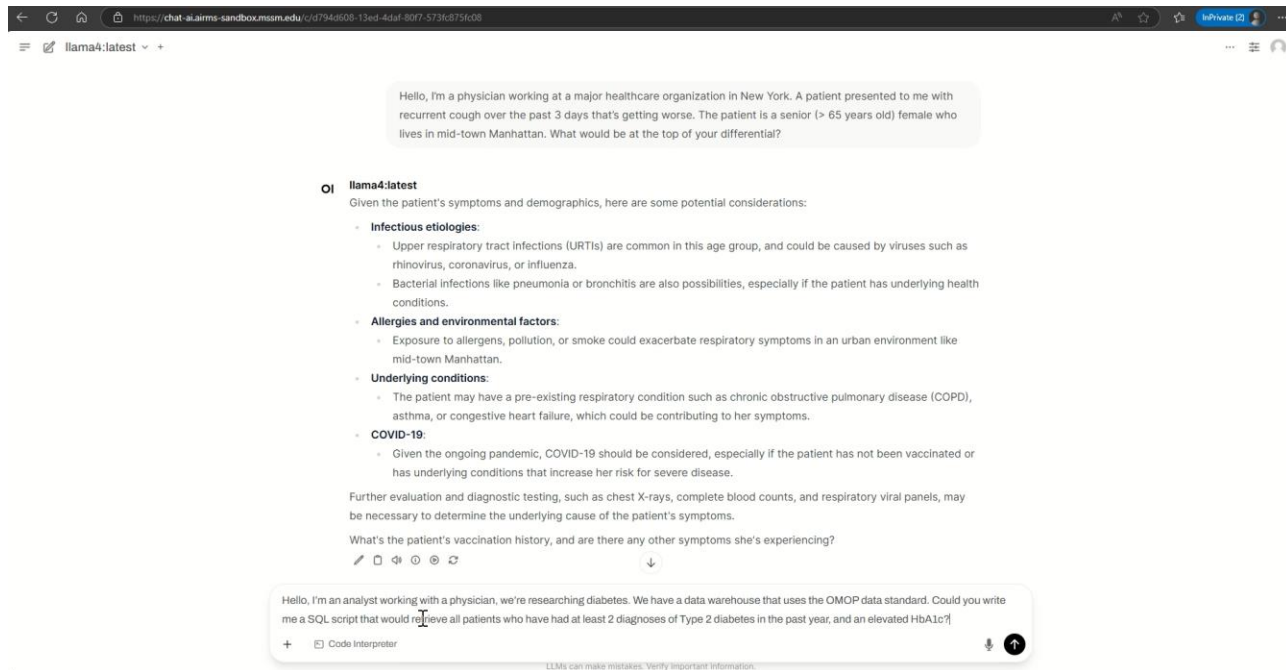 https://chat-ai.airms-sandbox.mssm.edu/c/d794d608-13ed-4daf-80f7-573fc875fc08
InPrivate (2)
llama4:latest
Hello, I'm a physician working at a major healthcare organization in New York. A patient presented to me with
recurrent cough over the past 3 days that's getting worse. The patient is a senior (> 65 years old) female who
lives in mid-town Manhattan. What would be at the top of your differential?
OI llama4:latest
Given the patient's symptoms and demographics, here are some potential considerations:
Infectious etiologies:
Upper respiratory tract infections (URTIs) are common in this age group, and could be caused by viruses such as
rhinovirus, coronavirus, or influenza.
Bacterial infections like pneumonia or bronchitis are also possibilities, especially if the patient has underlying health
conditions.
Allergies and environmental factors:
Exposure to allergens, pollution, or smoke could exacerbate respiratory symptoms in an urban environment like
mid-town Manhattan.
Underlying conditions:
The patient may have a pre-existing respiratory condition such as chronic obstructive pulmonary disease (COPD),
asthma, or congestive heart failure, which could be contributing to her symptoms.
COVID-19:
Given the ongoing pandemic, COVID-19 should be considered, especially if the patient has not been vaccinated or
has underlying conditions that increase her risk for severe disease.
Further evaluation and diagnostic testing, such as chest X-rays, complete blood counts, and respiratory viral panels, may
be necessary to determine the underlying cause of the patient's symptoms.
What's the patient's vaccination history, and are there any other symptoms she's experiencing?
Hello, I'm an analyst working with a physician, we're researching diabetes. We have a data warehouse that uses the OMOP data standard. Could you write
me a SQL script that would retrieve all patients who have had at least 2 diagnoses of Type 2 diabetes in the past year, and an elevated HbA1c?
Code Interpreter
LLMs can make mistakes. Verify important information.